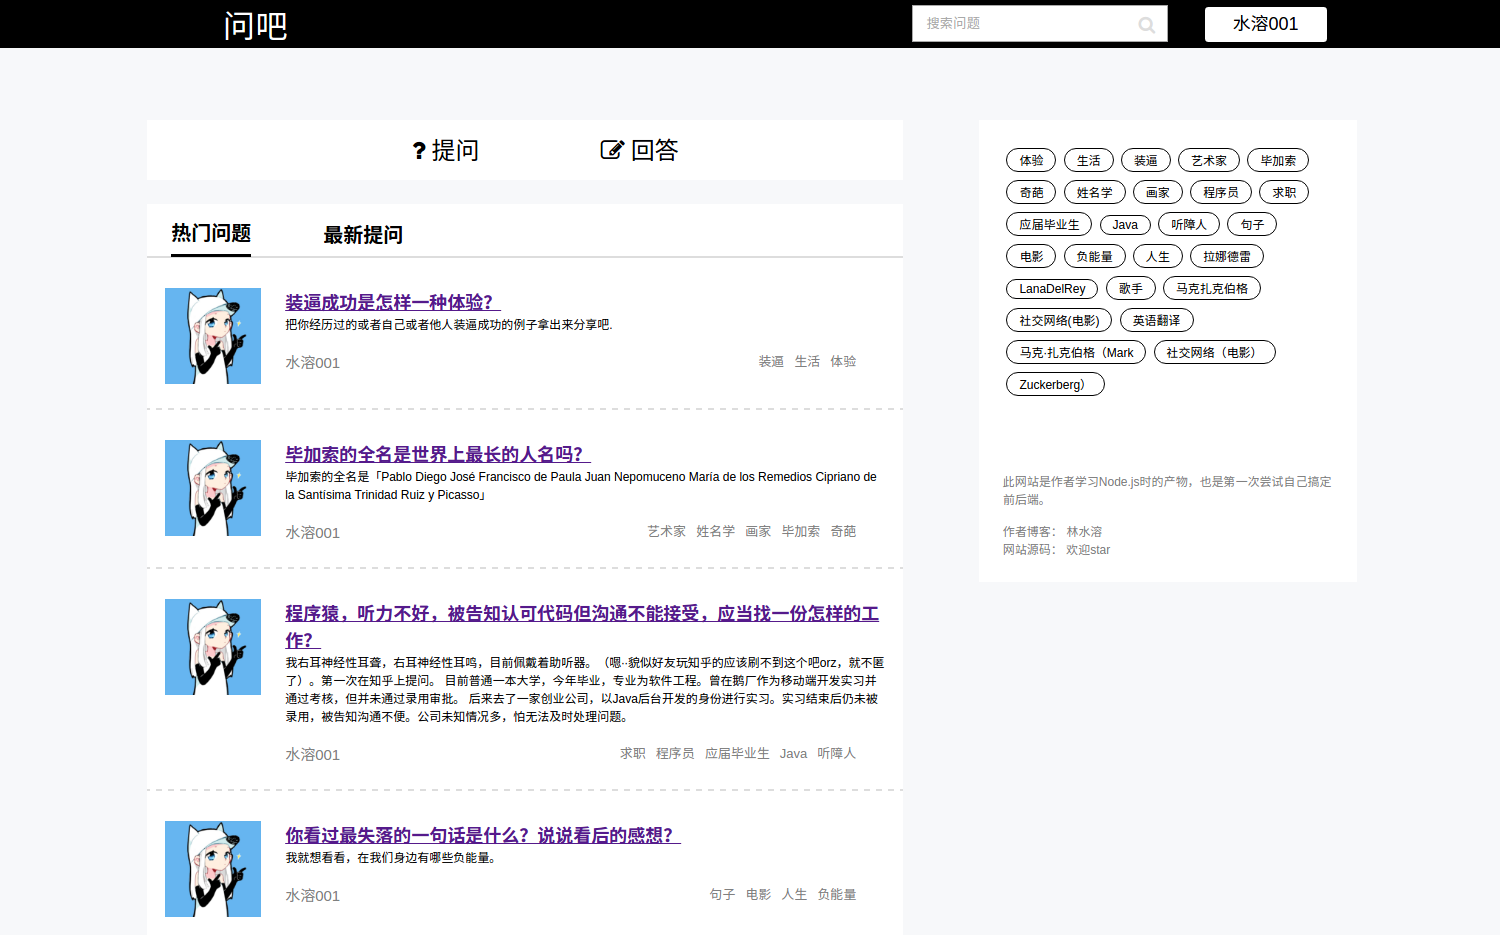 问吧
搜索问题
水溶001
提问
回答
热门问题
最新提问
装逼成功是怎样一种体验？
把你经历过的或者自己或者他人装逼成功的例子拿出来分享吧.
水溶001
装逼 生活 体验
毕加索的全名是世界上最长的人名吗？
毕加索的全名是「Pablo Diego José Francisco de Paula Juan Nepomuceno María de los Remedios Cipriano de
la Santísima Trinidad Ruiz y Picasso」
水溶001
艺术家 姓名学 画家 毕加索 奇葩
程序猿，听力不好，被告知认可代码但沟通不能接受，应当找一份怎样的工
作？
我右耳神经性耳聋，右耳神经性耳鸣，目前佩戴着助听器。（嗯··貌似好友玩知乎的应该刷不到这个吧orz，就不匿
了）。第一次在知乎上提问。 目前普通一本大学，今年毕业，专业为软件工程。曾在鹅厂作为移动端开发实习并
通过考核，但并未通过录用审批。 后来去了一家创业公司，以Java后台开发的身份进行实习。实习结束后仍未被
录用，被告知沟通不便。公司未知情况多，怕无法及时处理问题。
水溶001
求职 程序员 应届毕业生 Java 听障人
你看过最失落的一句话是什么？说说看后的感想？
我就想看看，在我们身边有哪些负能量。
水溶001
句子 电影 人生 负能量
体验 生活 装逼 艺术家 毕加索
奇葩 姓名学 画家 程序员 求职
应届毕业生 Java 听障人 句子
电影 负能量 人生 拉娜德雷
LanaDelRey 歌手 马克扎克伯格
社交网络(电影) 英语翻译
马克·扎克伯格（Mark 社交网络（电影）
Zuckerberg）
此网站是作者学习Node.js时的产物，也是第一次尝试自己搞定
前后端。
作者博客： 林水溶
网站源码： 欢迎star